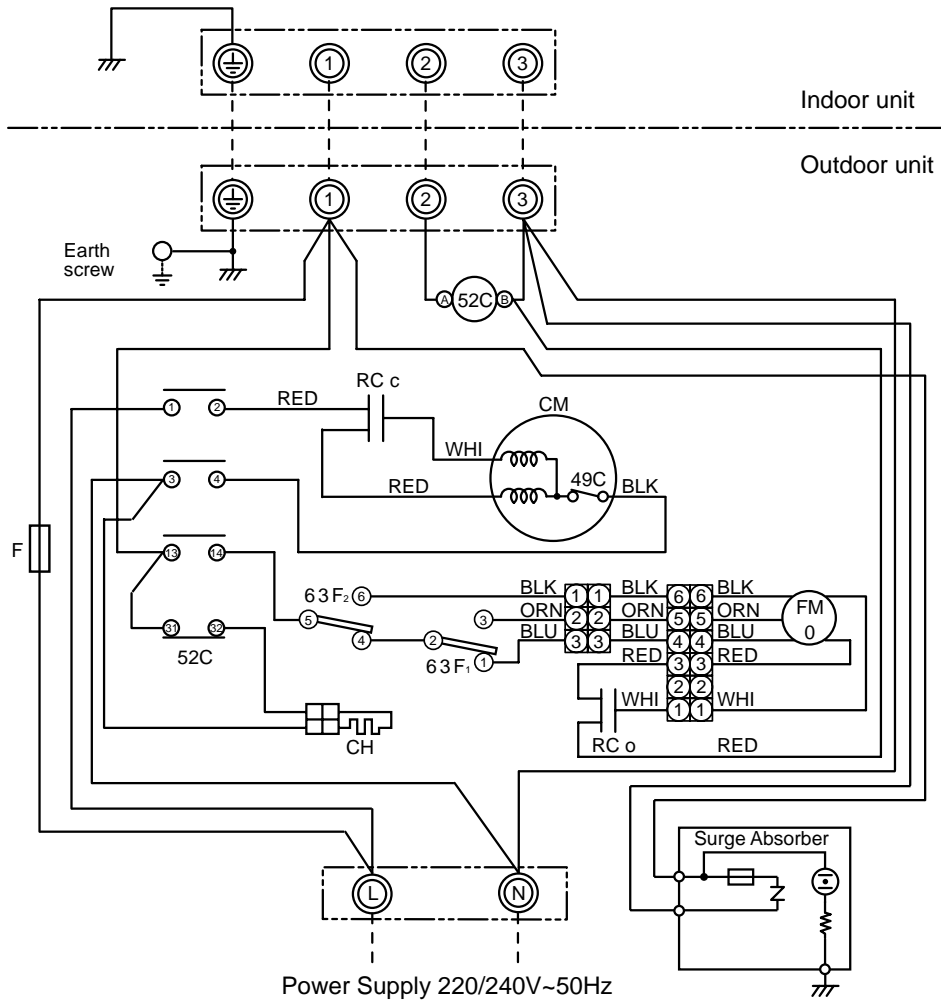 1 2 3
Indoor unit
Outdoor unit
1 2 3
Earth
screw
A 52C B
RC c
CM
1 2 RED
WHI
49C
3 4 RED BLK
F
13 14
63F2 6 BLK 1 1 BLK 6 6 BLK
FM
0
5 3 ORN 2 2 ORN 5 5 ORN
4 2 BLU 3 3 BLU 4 4 BLU
31 32 63F1 1 RED 3 3 RED
52C
2 2
WHI 1 1 WHI
CH
RC o RED
Surge Absorber
L N
Power Supply 220/240V~50Hz